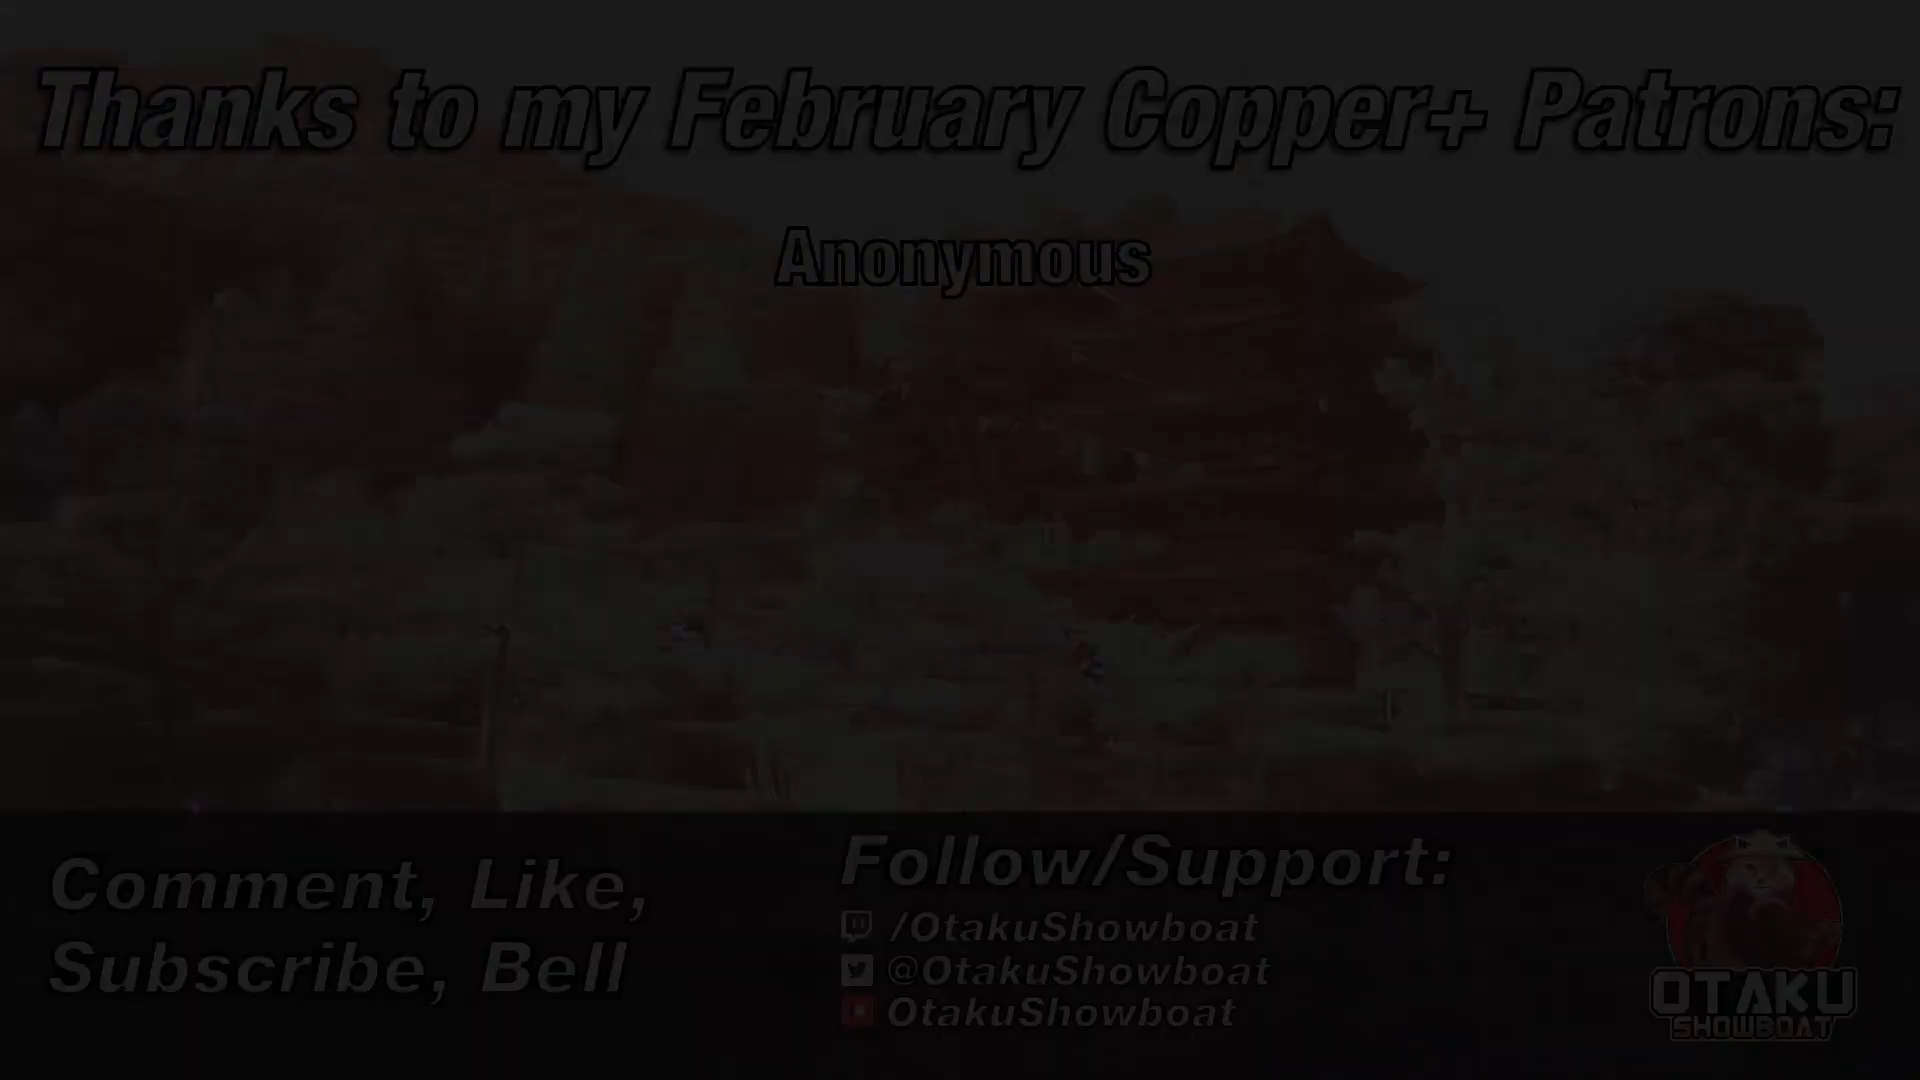 Thanks to my February Copper+ Patrons:
Anonymous
Comment, Like,
Subscribe, Bell
Follow/Support:
/OtakuShowboat
@OtakuShowboat
OtakuShowboat
OTAKU
SHOWBOAT